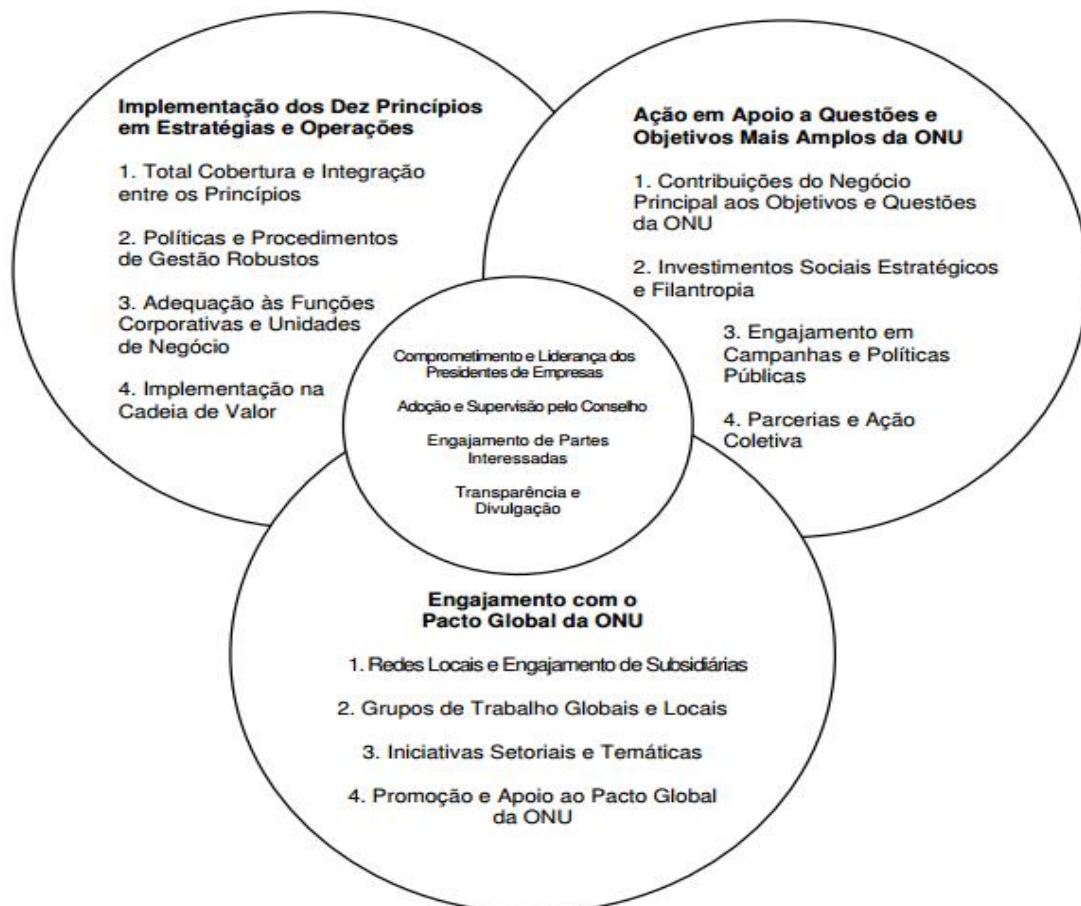 Implementação dos Dez Princípios
em Estratégias e Operações
1. Total Cobertura e Integração
entre os Princípios
2. Políticas e Procedimentos
de Gestão Robustos
3. Adequação às Funções
Corporativas e Unidades
de Negócio
4. Implementação na
Cadeia de Valor
Ação em Apoio a Questões e
Objetivos Mais Amplos da ONU
1. Contribuições do Negócio
Principal aos Objetivos e Questões
da ONU
2. Investimentos Sociais Estratégicos
e Filantropia
3. Engajamento em
Campanhas e Políticas
Públicas
4. Parcerias e Ação
Coletiva
Comprometimento e Liderança dos
Presidentes de Empresas
Adoção e Supervisão pelo Conselho
Engajamento de Partes
Interessadas
Transparência e
Divulgação
Engajamento com o
Pacto Global da ONU
1. Redes Locais e Engajamento de Subsidiárias
2. Grupos de Trabalho Globais e Locais
3. Iniciativas Setoriais e Temáticas
4. Promoção e Apoio ao Pacto Global
da ONU